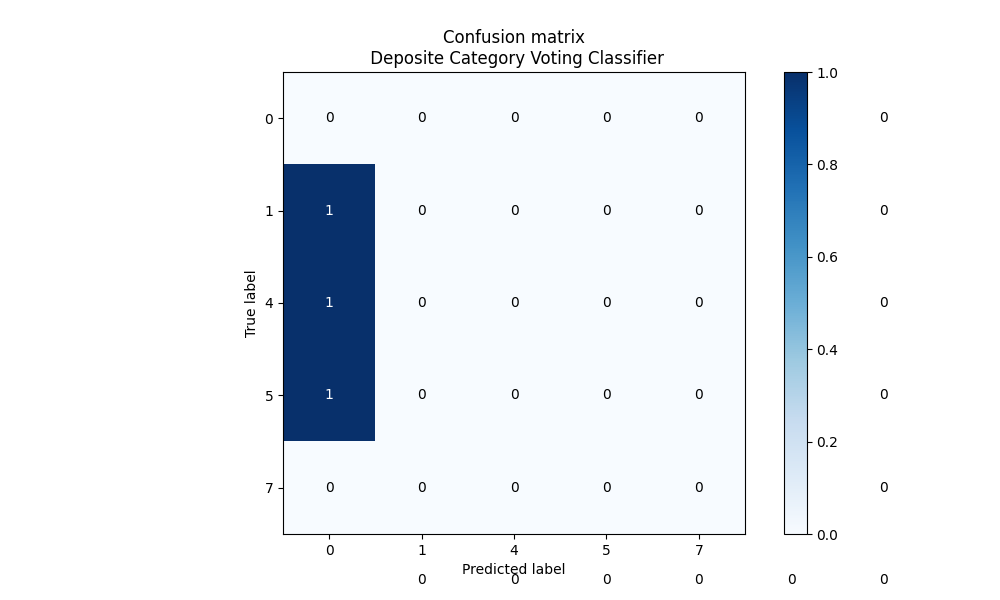 Confusion matrix
Deposite Category Voting Classifier
1.0
0 0 0 0 0 0 0
0.8
1 1 0 0 0 0 0
0.6
True label
4 1 0 0 0 0 0
0.4
5 1 0 0 0 0 0
0.2
7 0 0 0 0 0 0
0.0
0 1 4 5 7
Predicted label
0 0 0 0 0 0